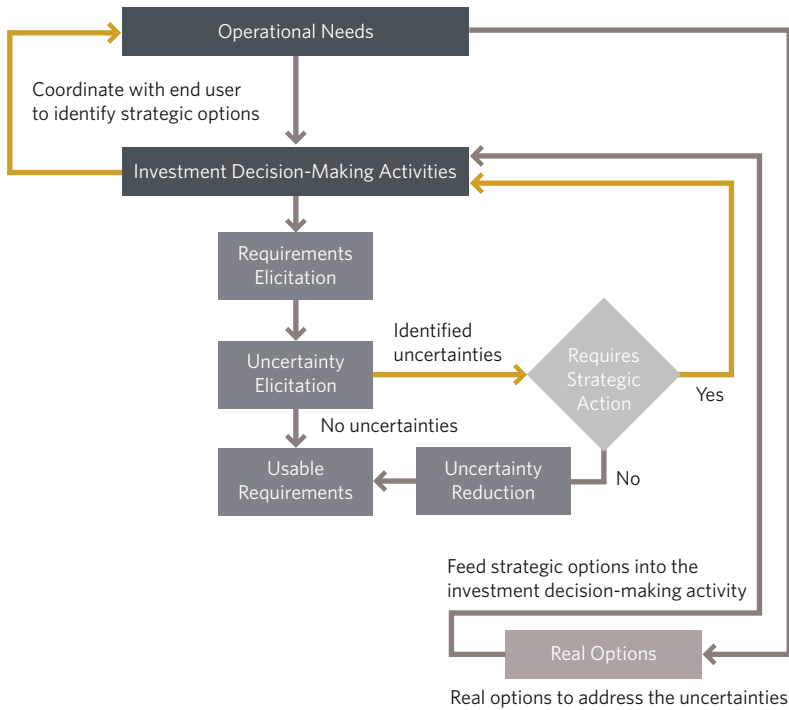 Operational Needs
Coordinate with end user
to identify strategic options
Investment Decision-Making Activities
Requirements
Elicitation
Identified
uncertainties
Uncertainty
Elicitation
Requires
Strategic
Action
Yes
No uncertainties
Usable
Requirements
Uncertainty
Reduction
No
Feed strategic options into the
investment decision-making activity
Real Options
Real options to address the uncertainties